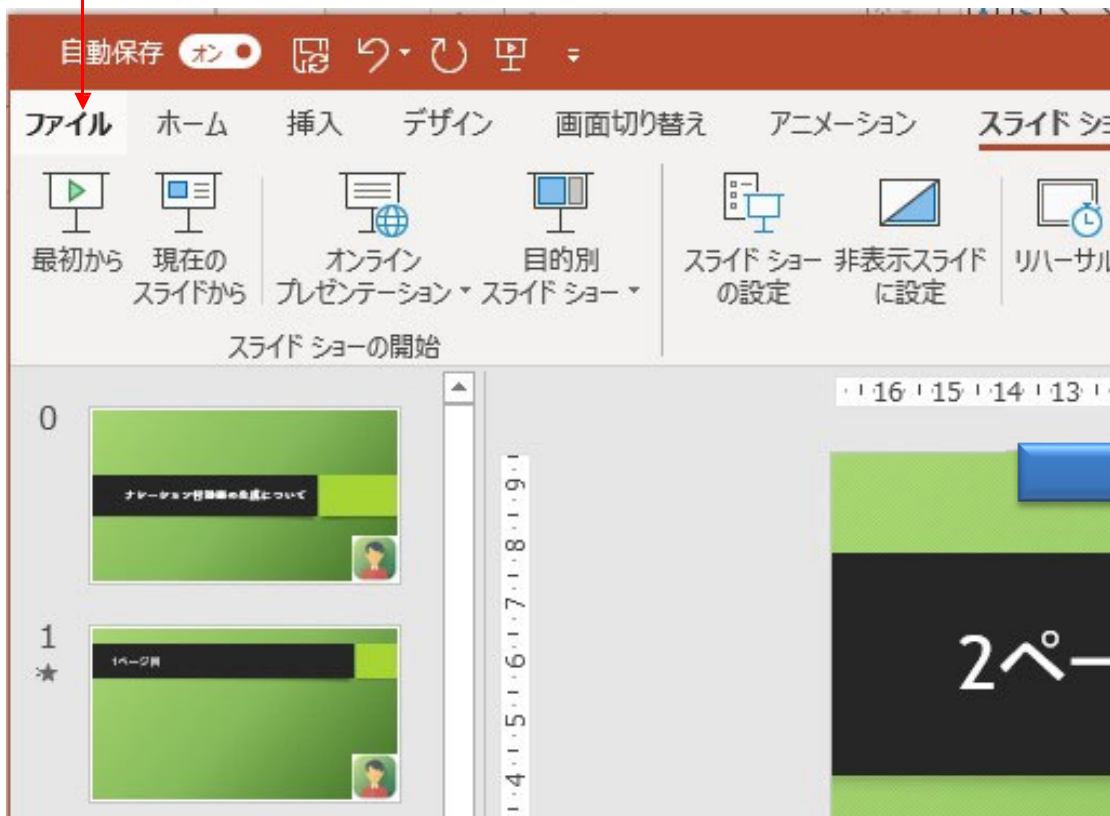 自動保存 オン
ファイル ホーム 挿入 デザイン 画面切り替え アニメーション スライド ショ
最初から 現在の オンライン 目的別 スライド ショー 非表示スライド リハーサル
スライドから プレゼンテーション スライド ショー の設定 に設定
スライド ショーの開始
16 15 14 13
0
ナレーション付動画の生成について
9
8
7
6
5
4
1
1ページ目
2ペー